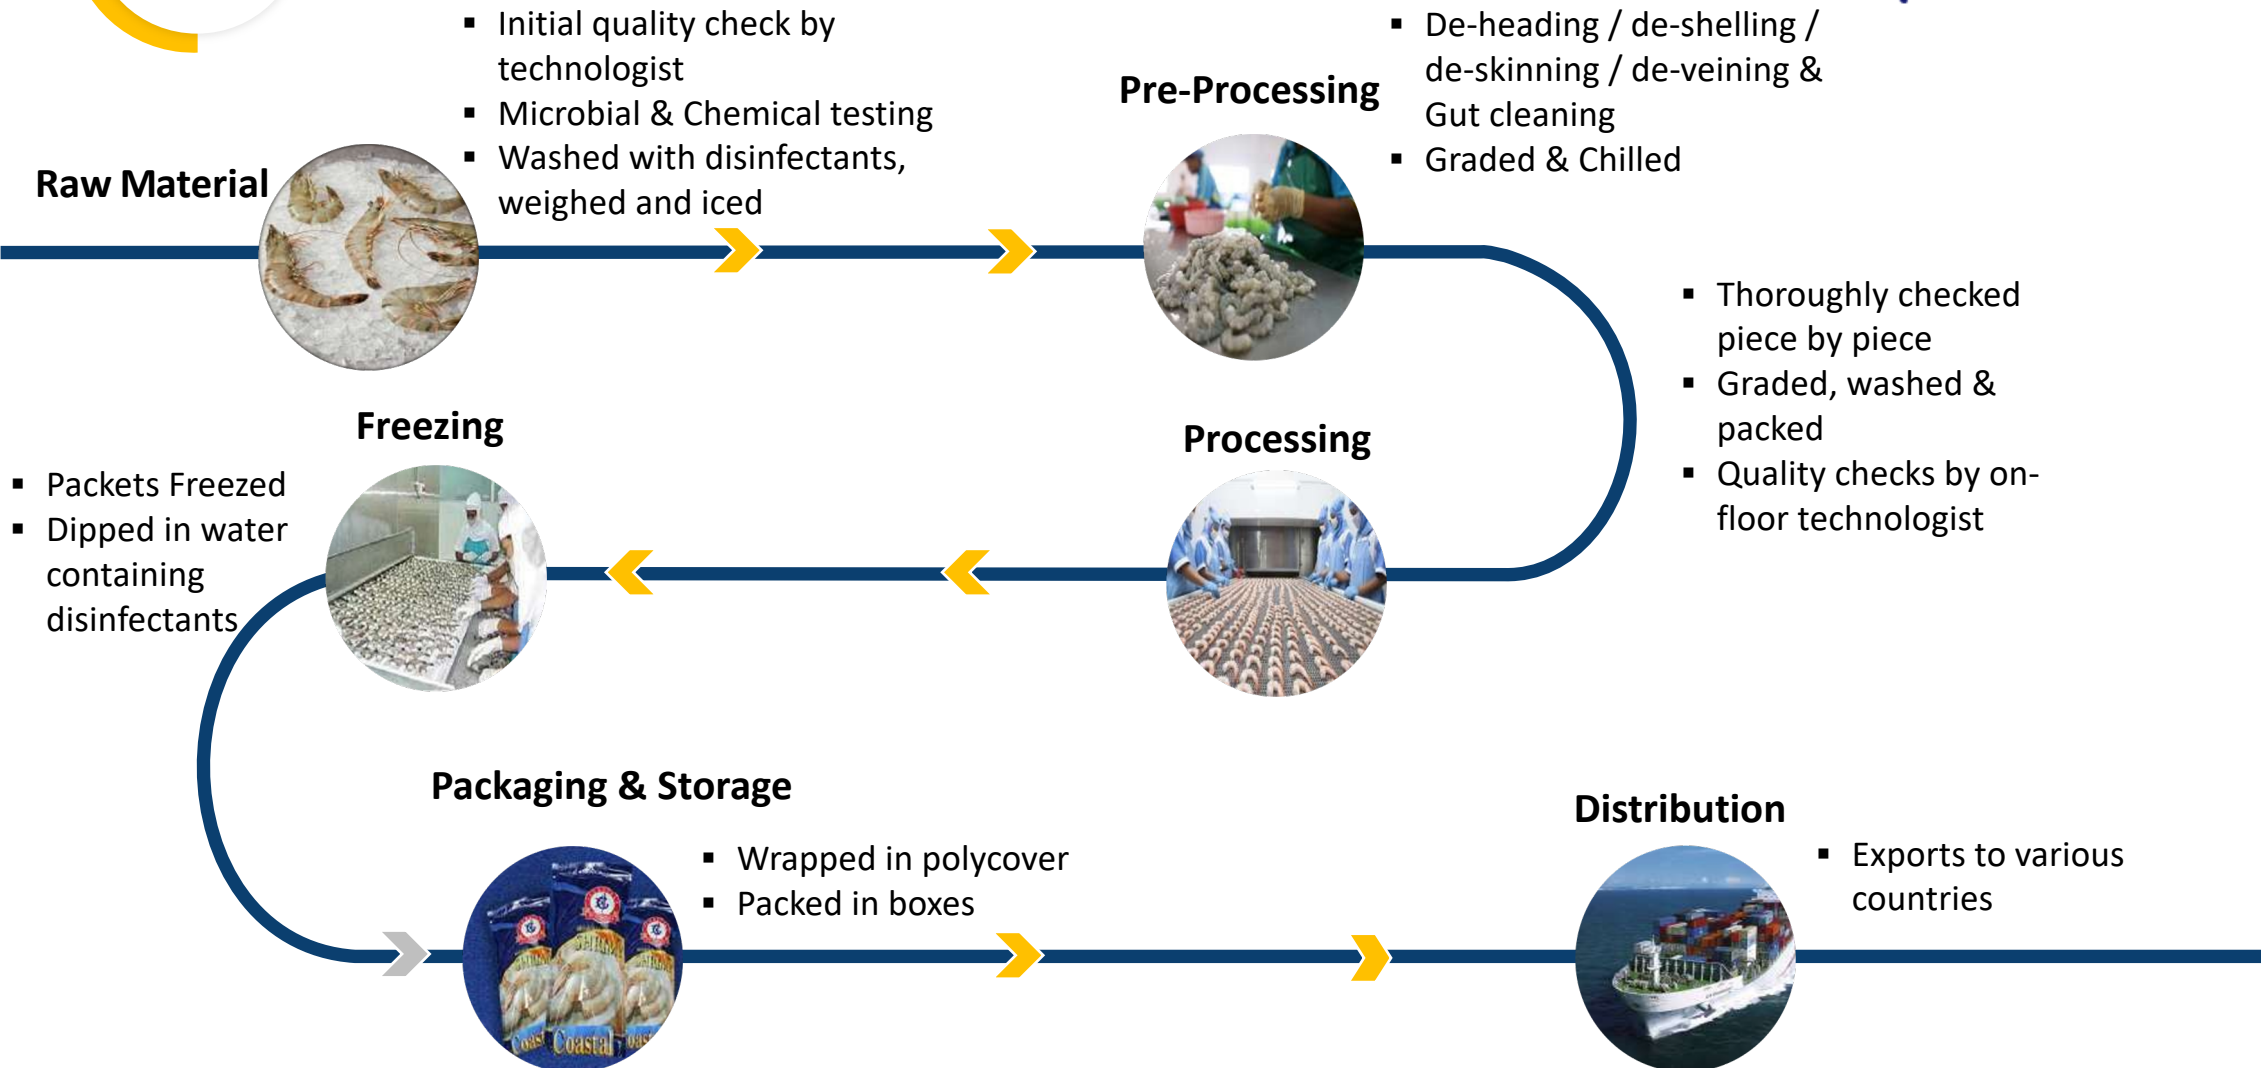 ▪ Initial quality check by
technologist
▪ Microbial & Chemical testing
▪ Washed with disinfectants,
weighed and iced
Raw Material
Pre-Processing
▪ De-heading / de-shelling /
de-skinning / de-veining &
Gut cleaning
▪ Graded & Chilled
▪ Thoroughly checked
piece by piece
▪ Graded, washed &
packed
▪ Quality checks by on-
floor technologist
Processing
Freezing
▪ Packets Freezed
▪ Dipped in water
containing
disinfectants
Packaging & Storage
▪ Wrapped in polycover
▪ Packed in boxes
Coastal
Distribution
▪ Exports to various
countries